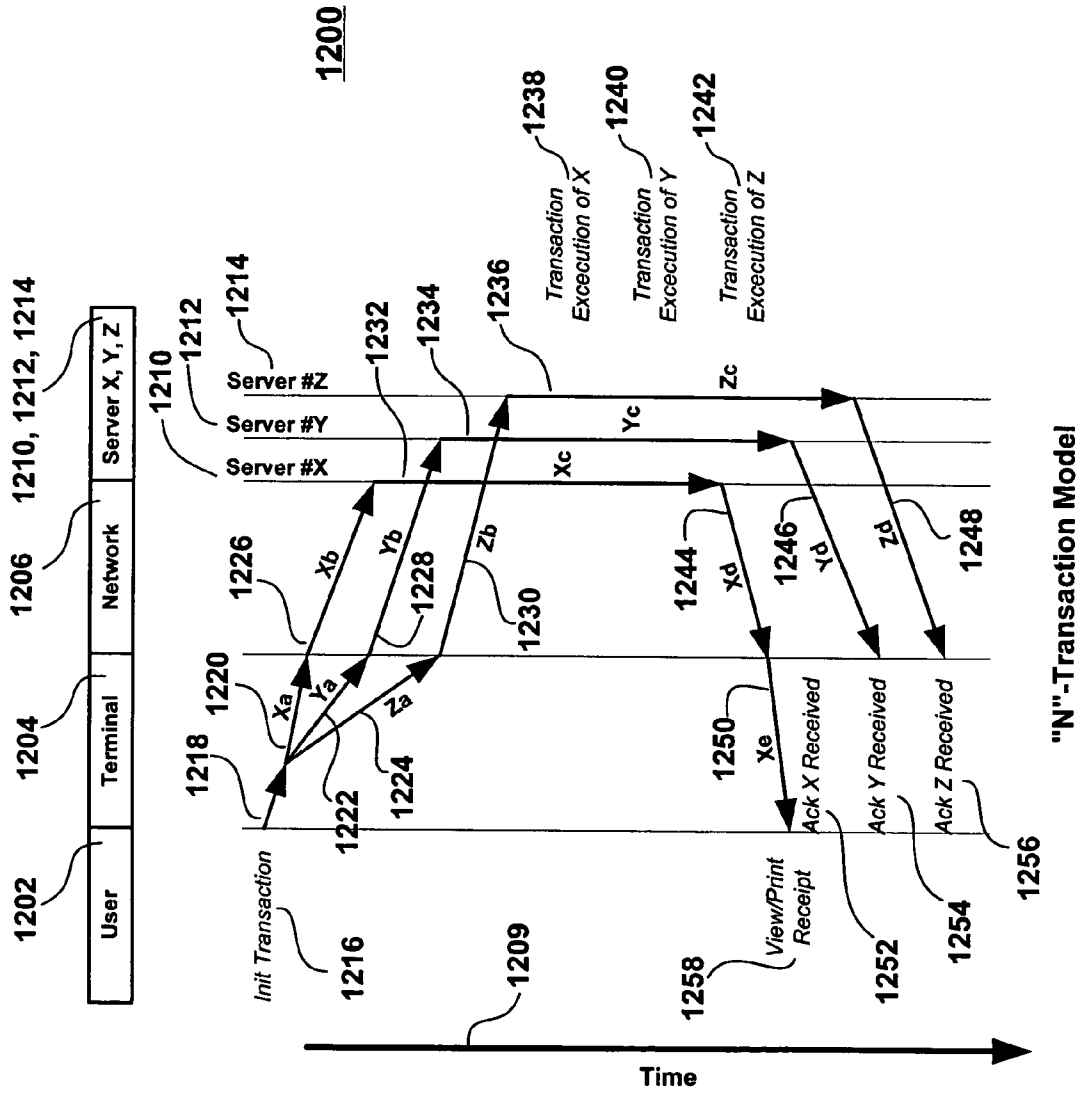 1200
1202
1204
1206
1210, 1212, 1214
User
Terminal
Network
Server X, Y, Z
1210
1212
1214
Server #X
Server #Y
Server #Z
Init Transaction
1216
1218
1220
1222
1224
1226
1228
1230
1232
1234
1236
Xa
Ya
Za
Xb
Yb
Zb
Xc
Yc
Zc
Transaction
Excecution of X
1238
Transaction
Excecution of Y
1240
Transaction
Excecution of Z
1242
1244
1246
1248
Xd
Yd
Zd
1250
Xe
View/Print
Receipt
1258
Ack X Received
1252
Ack Y Received
1254
Ack Z Received
1256
1209
Time
"N"-Transaction Model